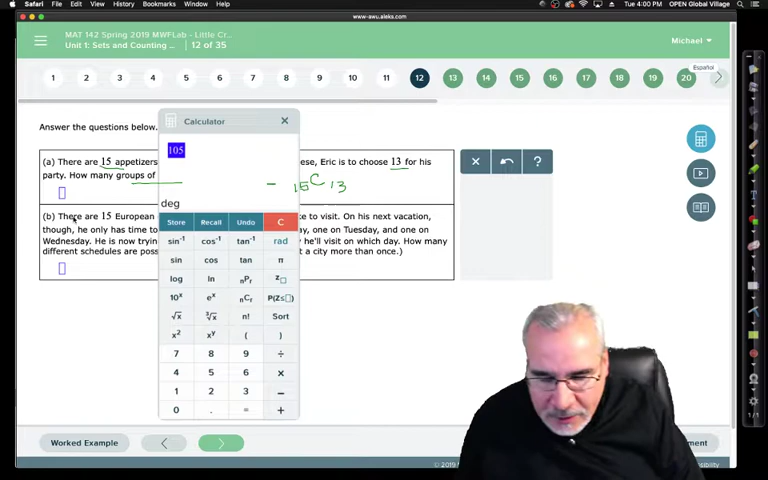 Safari File Edit View History Bookmarks Window Help
Tue 4:00 PM OPEN Global Village
www-awu.aleks.com
MAT 142 Spring 2019 MWFLab - Little Cr...
Unit 1: Sets and Counting ... 12 of 35
Michael
Español
1 2 3 4 5 6 7 8 9 10 11 12 13 14 15 16 17 18 19 20
Answer the questions below.
Calculator
105
deg
Store Recall Undo C
sin⁻¹ cos⁻¹ tan⁻¹ rad
sin cos tan π
log ln nPr z
10ˣ eˣ nCr P(Z≤)
√x ∛x n! Sort
x² xʸ ( )
7 8 9 ÷
4 5 6 ×
1 2 3 −
0 . = +
(a) There are 15 appetizers
ese, Eric is to choose 13 for his
party. How many groups of
− 15C13
(b) There are 15 European
e to visit. On his next vacation,
though, he only has time to
ay, one on Tuesday, and one on
Wednesday. He is now tryin
y he'll visit on which day. How many
different schedules are poss
t a city more than once.)
× ?
Worked Example
ment
© 2019